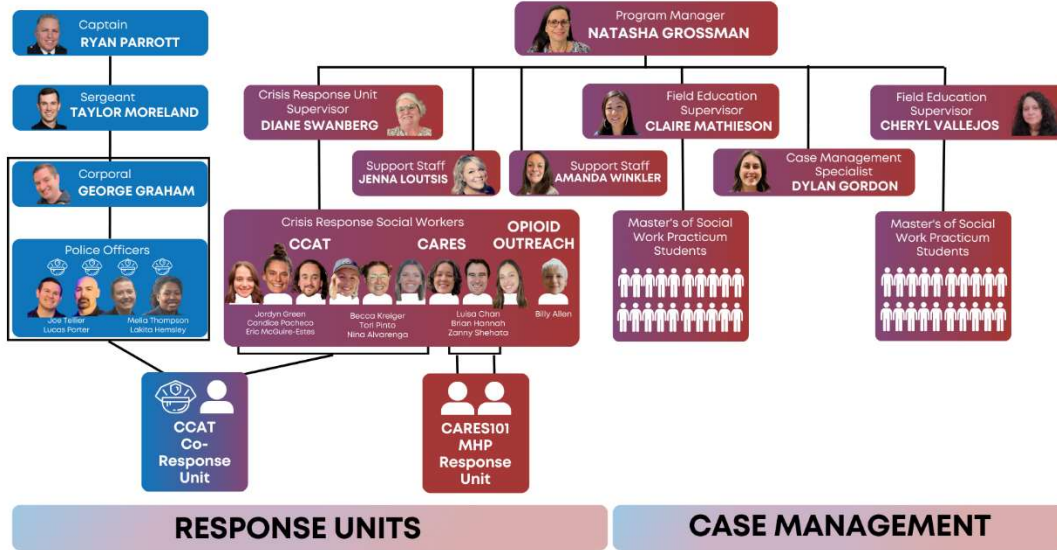 Captain
RYAN PARROTT
Program Manager
NATASHA GROSSMAN
Sergeant
TAYLOR MORELAND
Crisis Response Unit
Supervisor
DIANE SWANBERG
Field Education
Supervisor
CLAIRE MATHIESON
Field Education
Supervisor
CHERYL VALLEJOS
Corporal
GEORGE GRAHAM
Support Staff
JENNA LOUTSIS
Support Staff
AMANDA WINKLER
Case Management
Specialist
DYLAN GORDON
Police Officers
Joe Tellier
Lucas Porter
Melia Thompson
Lakita Hemsley
Crisis Response Social Workers
CCAT
CARES
OPIOID
OUTREACH
Jordyn Green
Candice Pacheco
Eric McGuire-Estes
Becca Kreiger
Tori Pinto
Nina Alvarenga
Luisa Chan
Brian Hannah
Zanny Shehata
Billy Allen
Master's of Social
Work Practicum
Students
Master's of Social
Work Practicum
Students
CCAT
Co-
Response
Unit
CARES101
MHP
Response
Unit
RESPONSE UNITS
CASE MANAGEMENT